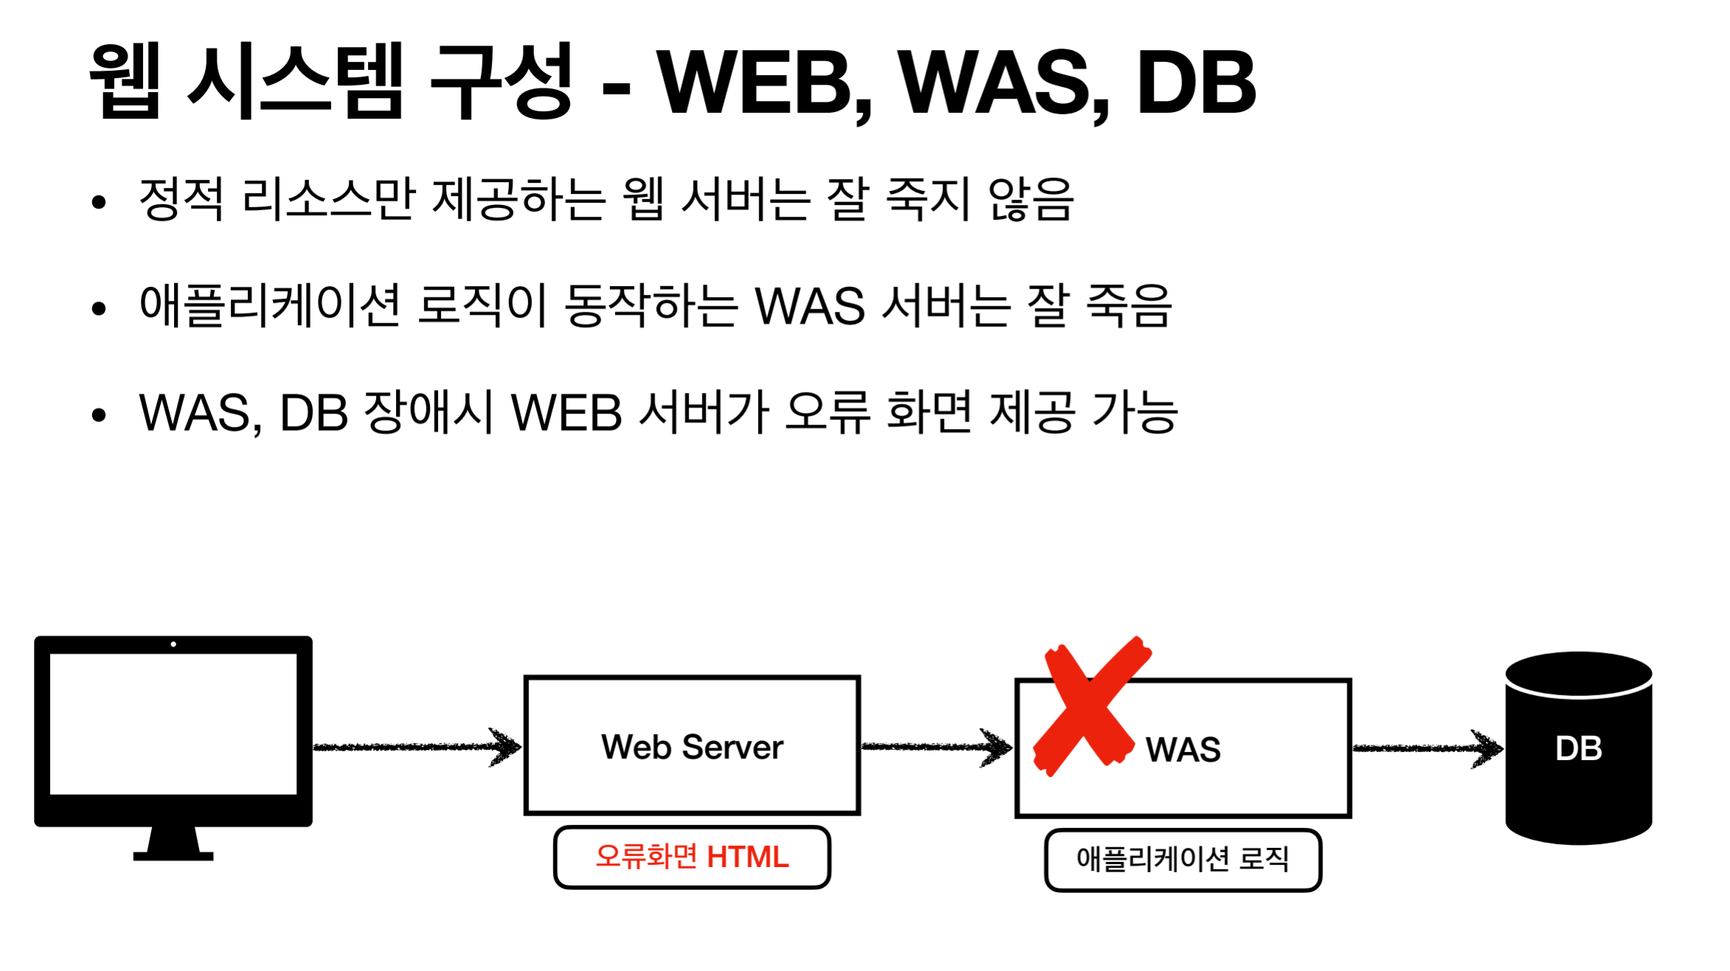 웹 시스템 구성 - WEB, WAS, DB
• 정적 리소스만 제공하는 웹 서버는 잘 죽지 않음
• 애플리케이션 로직이 동작하는 WAS 서버는 잘 죽음
• WAS, DB 장애시 WEB 서버가 오류 화면 제공 가능
Web Server
WAS
DB
오류화면 HTML
애플리케이션 로직